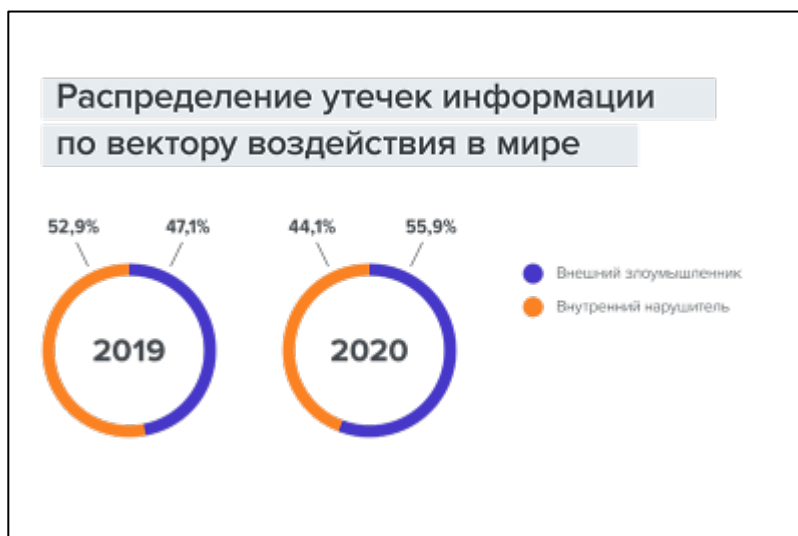 Распределение утечек информации
по вектору воздействия в мире
52,9%
47,1%
44,1%
55,9%
2019
2020
Внешний злоумышленник
Внутренний нарушитель